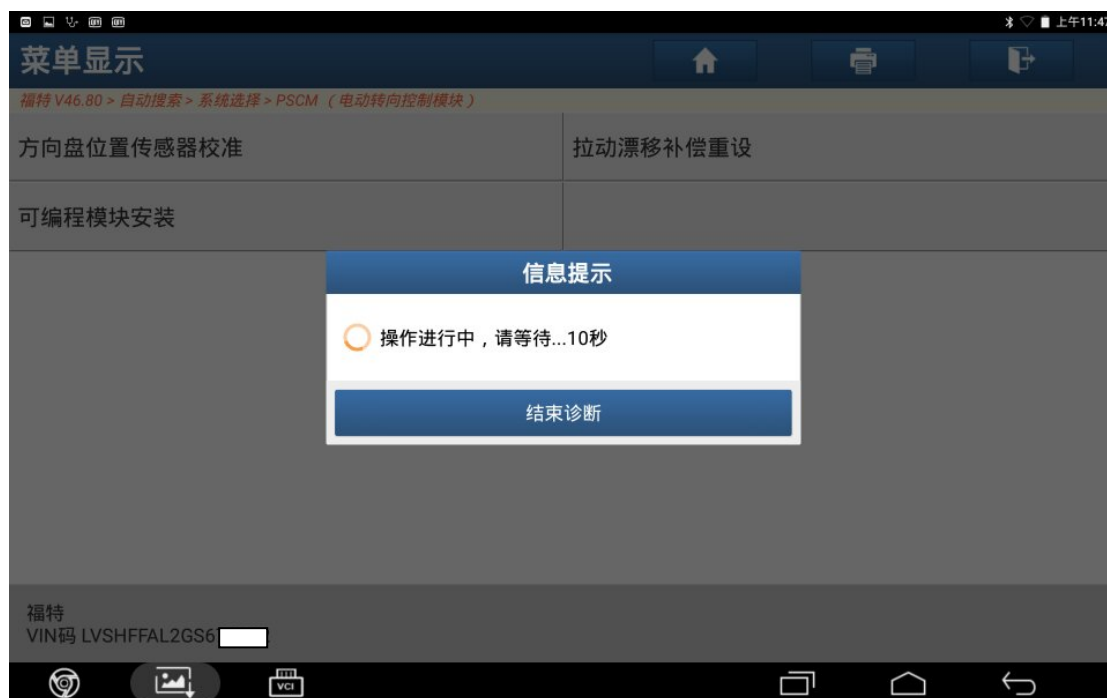 上午11:47
菜单显示
福特 V46.80 > 自动搜索 > 系统选择 > PSCM （电动转向控制模块）
方向盘位置传感器校准
拉动漂移补偿重设
可编程模块安装
信息提示
操作进行中，请等待...10秒
结束诊断
福特
VIN码 LVSHFFAL2GS6
VCI